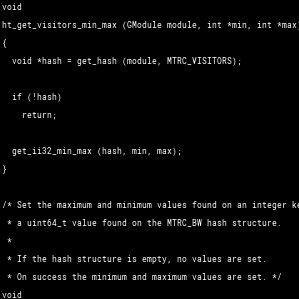 void
ht_get_visitors_min_max (GModule module, int *min, int *max)
{
  void *hash = get_hash (module, MTRC_VISITORS);

  if (!hash)
    return;

  get_ii32_min_max (hash, min, max);
}

/* Set the maximum and minimum values found on an integer
 * a uint64_t value found on the MTRC_BW hash structure.
 *
 * If the hash structure is empty, no values are set.
 * On success the minimum and maximum values are set. */
void